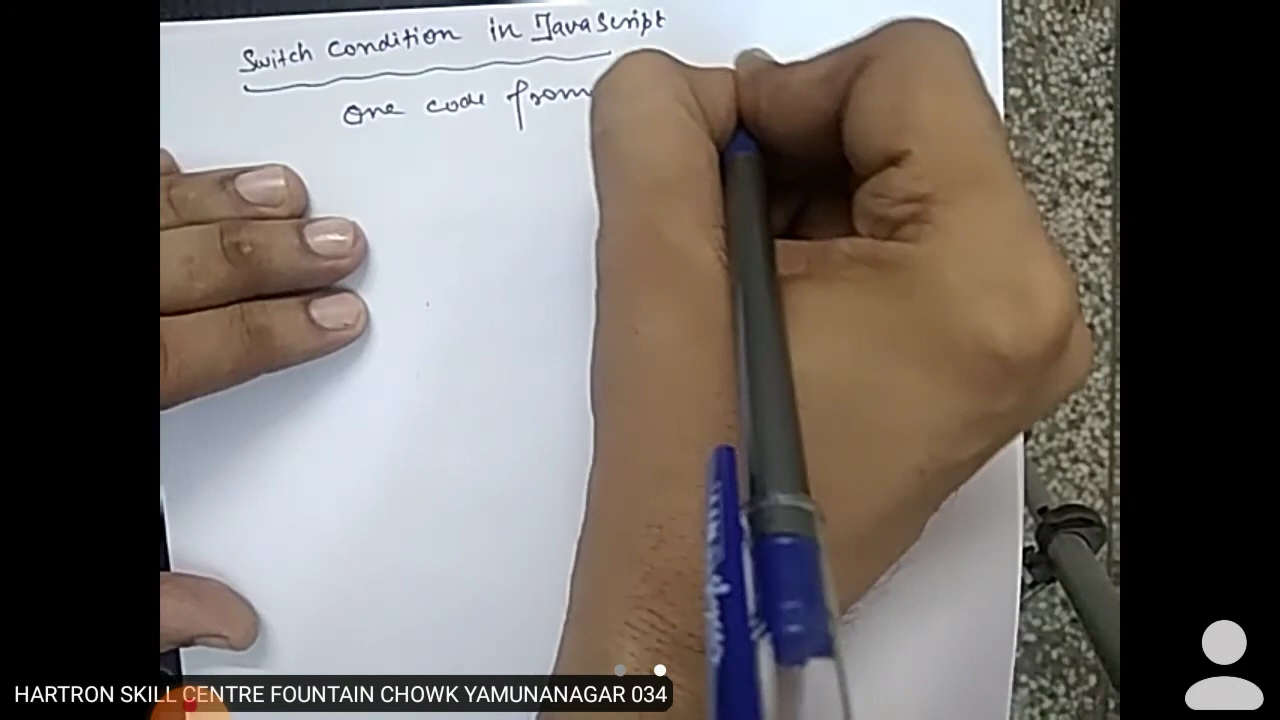 Switch Condition in JavaScript
One code from
HARTRON SKILL CENTRE FOUNTAIN CHOWK YAMUNANAGAR 034